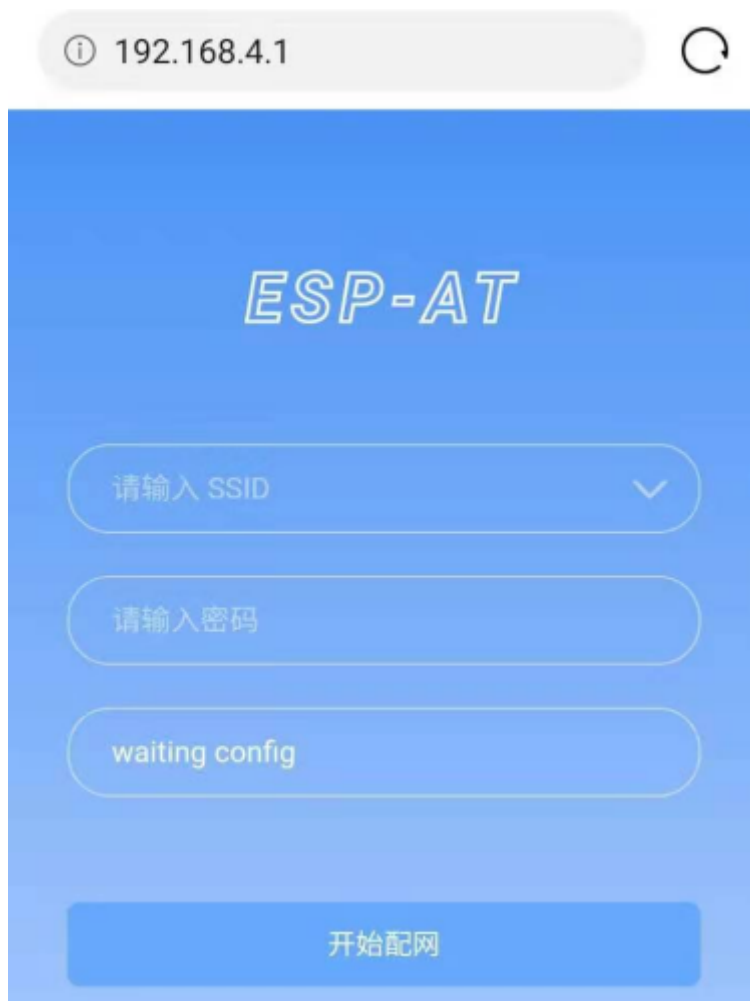 192.168.4.1
ESP-AT
请输入 SSID
请输入密码
waiting config
开始配网